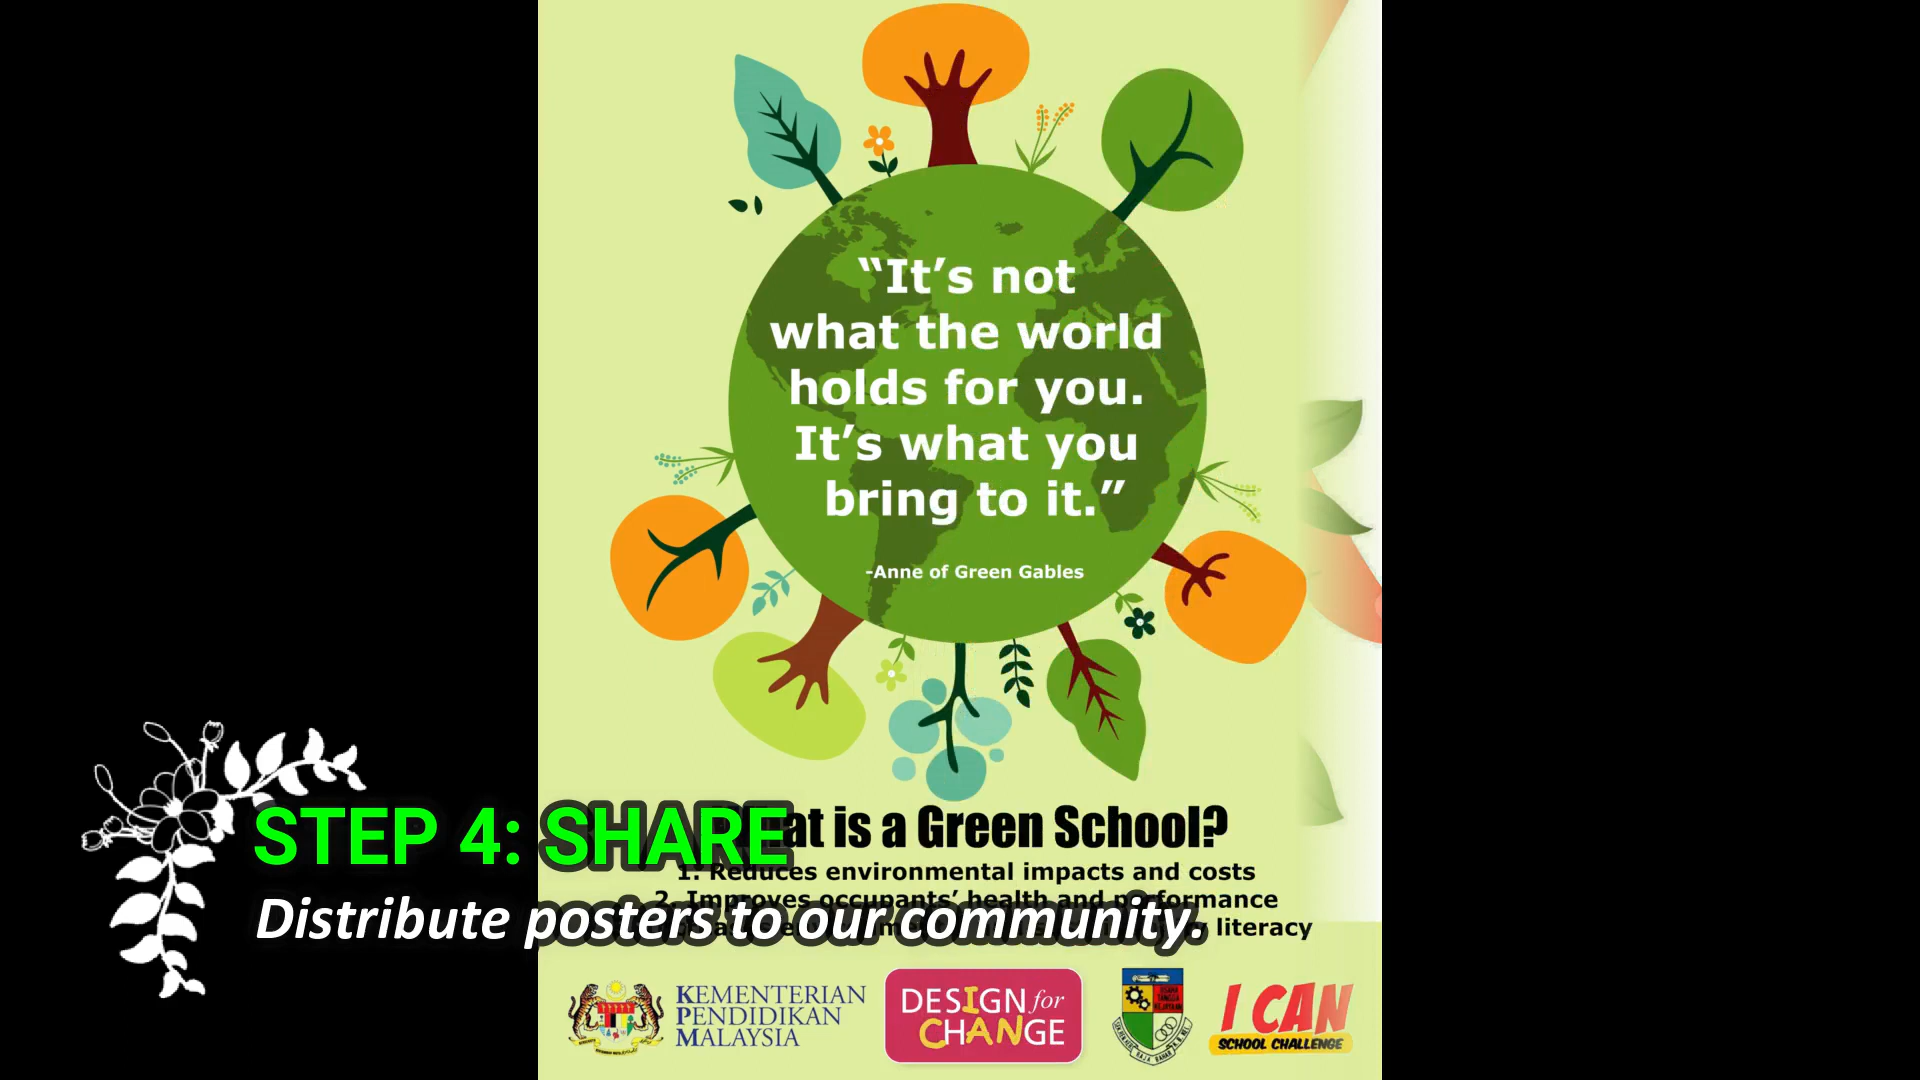 “It’s not
what the world
holds for you.
It’s what you
bring to it.”
-Anne of Green Gables
at is a Green School?
STEP 4: SHARE
1. Reduces environmental impacts and costs
2. Improves occupants’ health and performance
literacy
Distribute posters to our community.
KEMENTERIAN
PENDIDIKAN
MALAYSIA
DESIGN for
CHANGE
I CAN
SCHOOL CHALLENGE